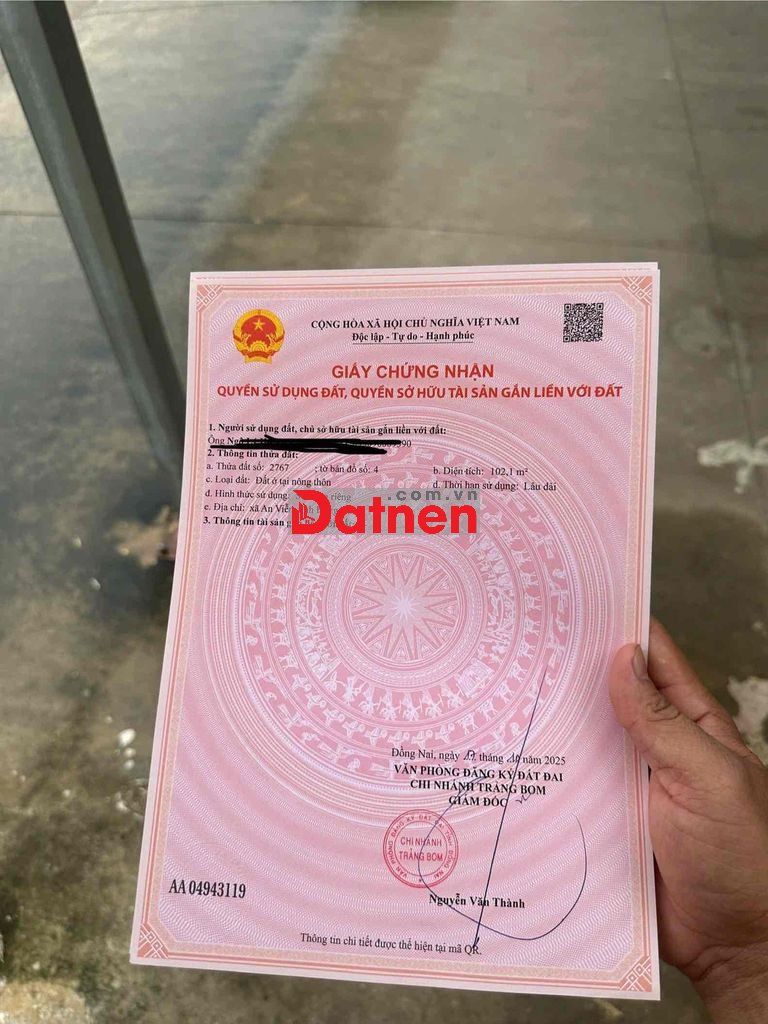 CỘNG HÒA XÃ HỘI CHỦ NGHĨA VIỆT NAM
Độc lập - Tự do - Hạnh phúc
GIẤY CHỨNG NHẬN
QUYỀN SỬ DỤNG ĐẤT, QUYỀN SỞ HỮU TÀI SẢN GẮN LIỀN VỚI ĐẤT
1. Người sử dụng đất, chủ sở hữu tài sản gắn liền với đất:
Ông
2. Thông tin thửa đất:
a. Thửa đất số: 2767 ; tờ bản đồ số: 4 b. Diện tích: 102,1 m²
c. Loại đất: Đất ở tại nông thôn d. Thời hạn sử dụng: Lâu dài
d. Hình thức sử dụng: riêng
e. Địa chỉ: xã An Viễn
3. Thông tin tài sản
.com.vn
Datnen
Đồng Nai, ngày tháng năm 2025
VĂN PHÒNG ĐĂNG KÝ ĐẤT ĐAI
CHI NHÁNH TRẢNG BOM
GIÁM ĐỐC
CHI NHÁNH
TRẢNG BOM
Nguyễn Văn Thành
AA 04943119
Thông tin chi tiết được thể hiện tại mã QR.